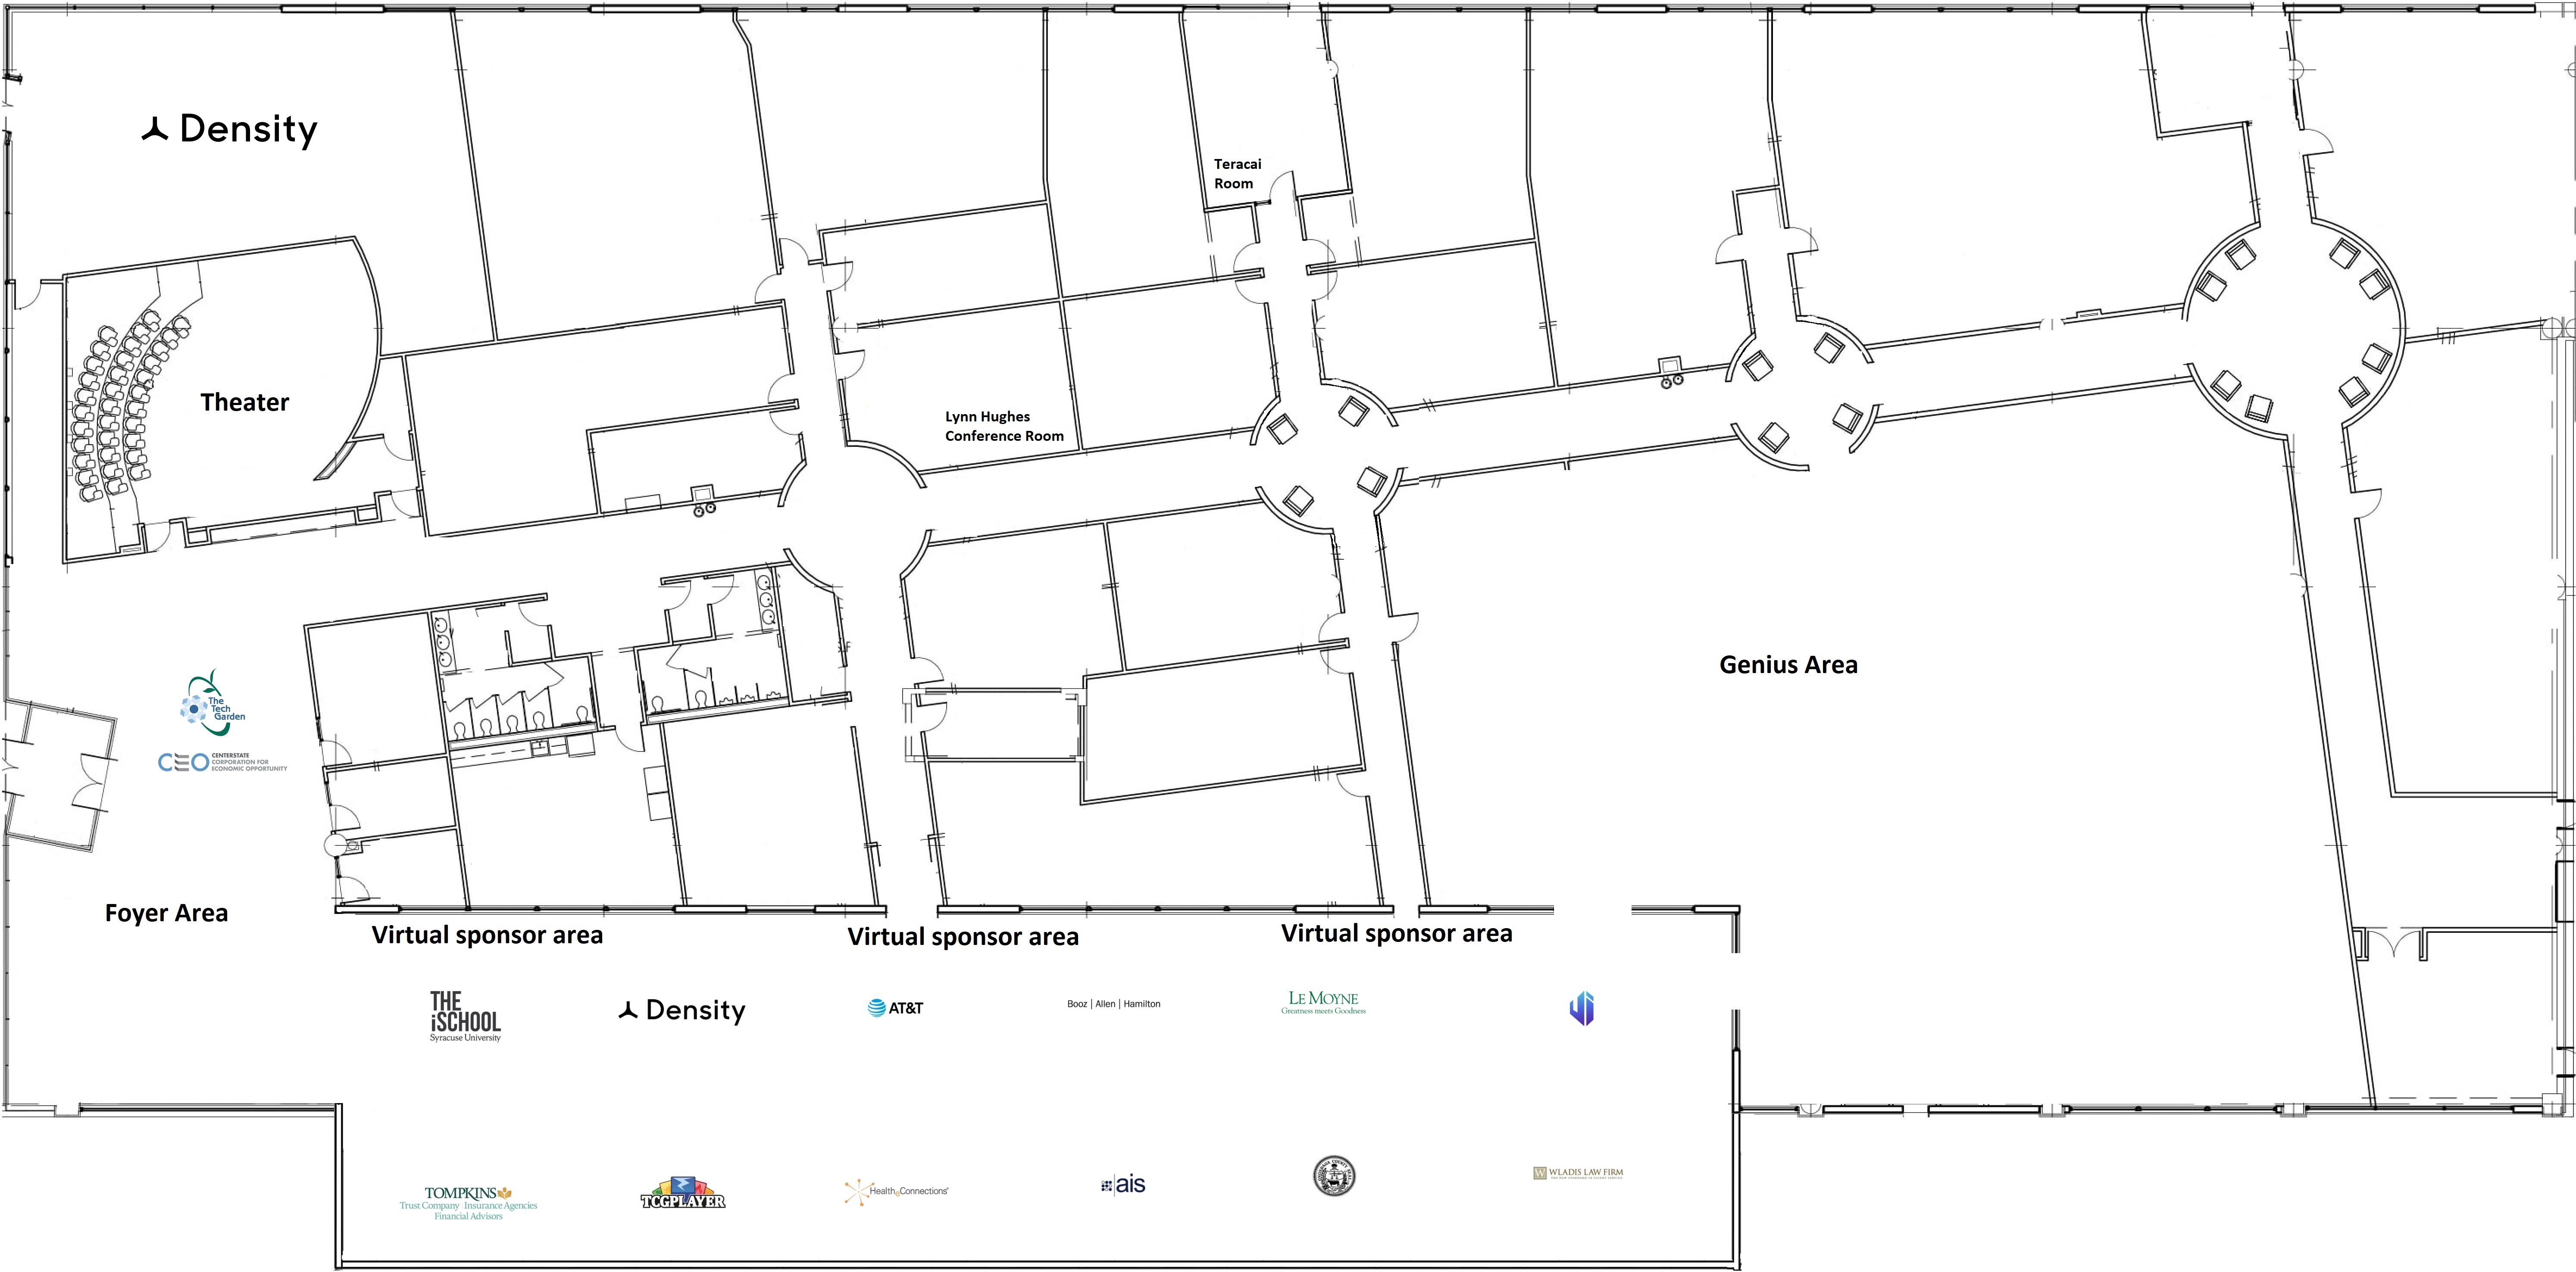 Density
Teracai
Room
Theater
Lynn Hughes
Conference Room
Genius Area
The
Tech
Garden
CEO
CENTERSTATE
CORPORATION FOR
ECONOMIC OPPORTUNITY
Foyer Area
Virtual sponsor area
Virtual sponsor area
Virtual sponsor area
THE
iSCHOOL
Syracuse University
Density
AT&T
Booz | Allen | Hamilton
LE MOYNE
Greatness meets Goodness
TOMPKINS
Trust Company Insurance Agencies
Financial Advisors
TCGPLAYER
HealtheConnections
ais
W WLADIS LAW FIRM